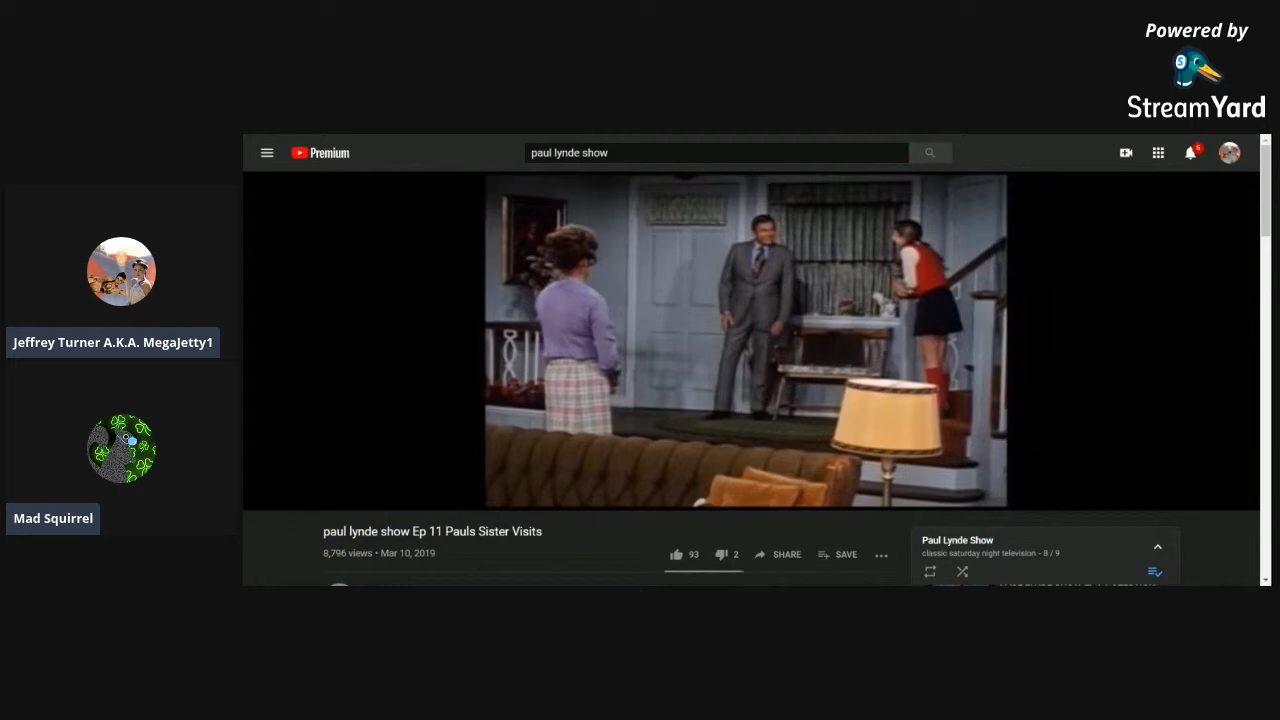 Powered by
StreamYard
Premium
paul lynde show
5
Jeffrey Turner A.K.A. MegaJetty1
Mad Squirrel
paul lynde show Ep 11 Pauls Sister Visits
8,796 views • Mar 10, 2019
93
2
SHARE
SAVE
Paul Lynde Show
classic saturday night television - 8 / 9